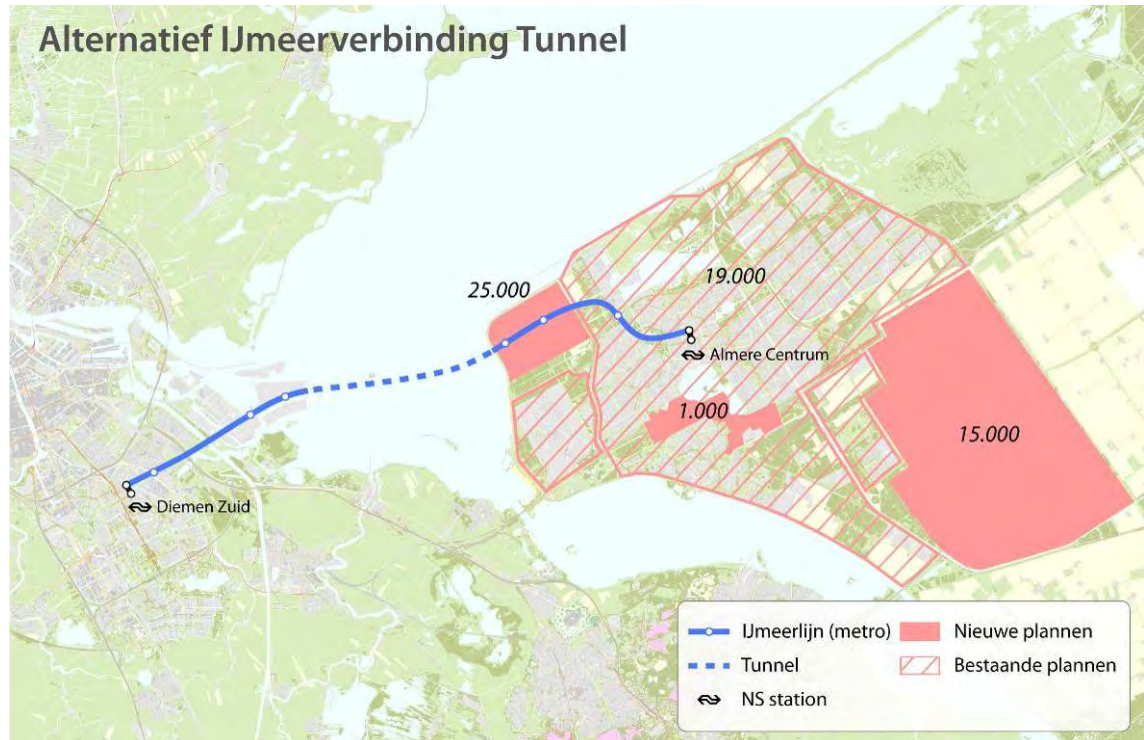 Alternatief IJmeerverbinding Tunnel
25.000
19.000
Almere Centrum
1.000
15.000
Diemen Zuid
IJmeerlijn (metro)
Nieuwe plannen
Tunnel
Bestaande plannen
NS station